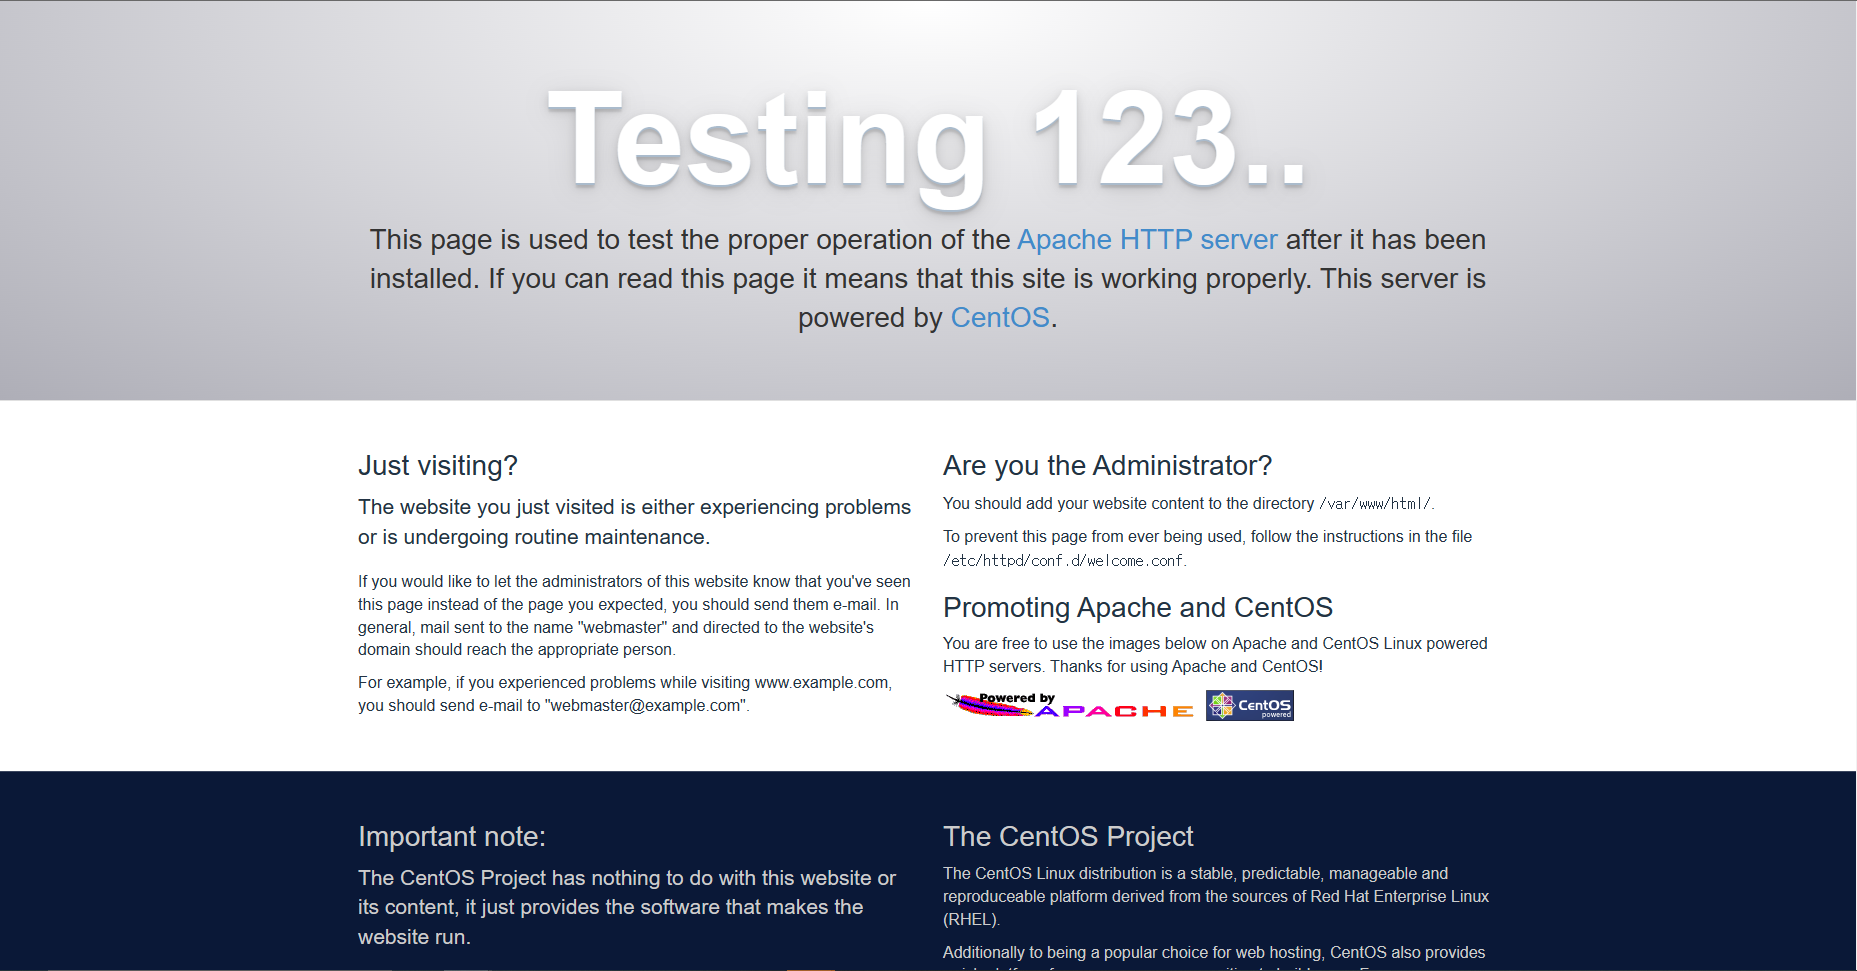 Testing 123..
This page is used to test the proper operation of the Apache HTTP server after it has been
installed. If you can read this page it means that this site is working properly. This server is
powered by CentOS.
Just visiting?
The website you just visited is either experiencing problems
or is undergoing routine maintenance.
If you would like to let the administrators of this website know that you've seen
this page instead of the page you expected, you should send them e-mail. In
general, mail sent to the name "webmaster" and directed to the website's
domain should reach the appropriate person.
For example, if you experienced problems while visiting www.example.com,
you should send e-mail to "webmaster@example.com".
Are you the Administrator?
You should add your website content to the directory /var/www/html/.
To prevent this page from ever being used, follow the instructions in the file
/etc/httpd/conf.d/welcome.conf.
Promoting Apache and CentOS
You are free to use the images below on Apache and CentOS Linux powered
HTTP servers. Thanks for using Apache and CentOS!
Powered by
APACHE
CentOS
powered
Important note:
The CentOS Project has nothing to do with this website or
its content, it just provides the software that makes the
website run.
The CentOS Project
The CentOS Linux distribution is a stable, predictable, manageable and
reproduceable platform derived from the sources of Red Hat Enterprise Linux
(RHEL).
Additionally to being a popular choice for web hosting, CentOS also provides